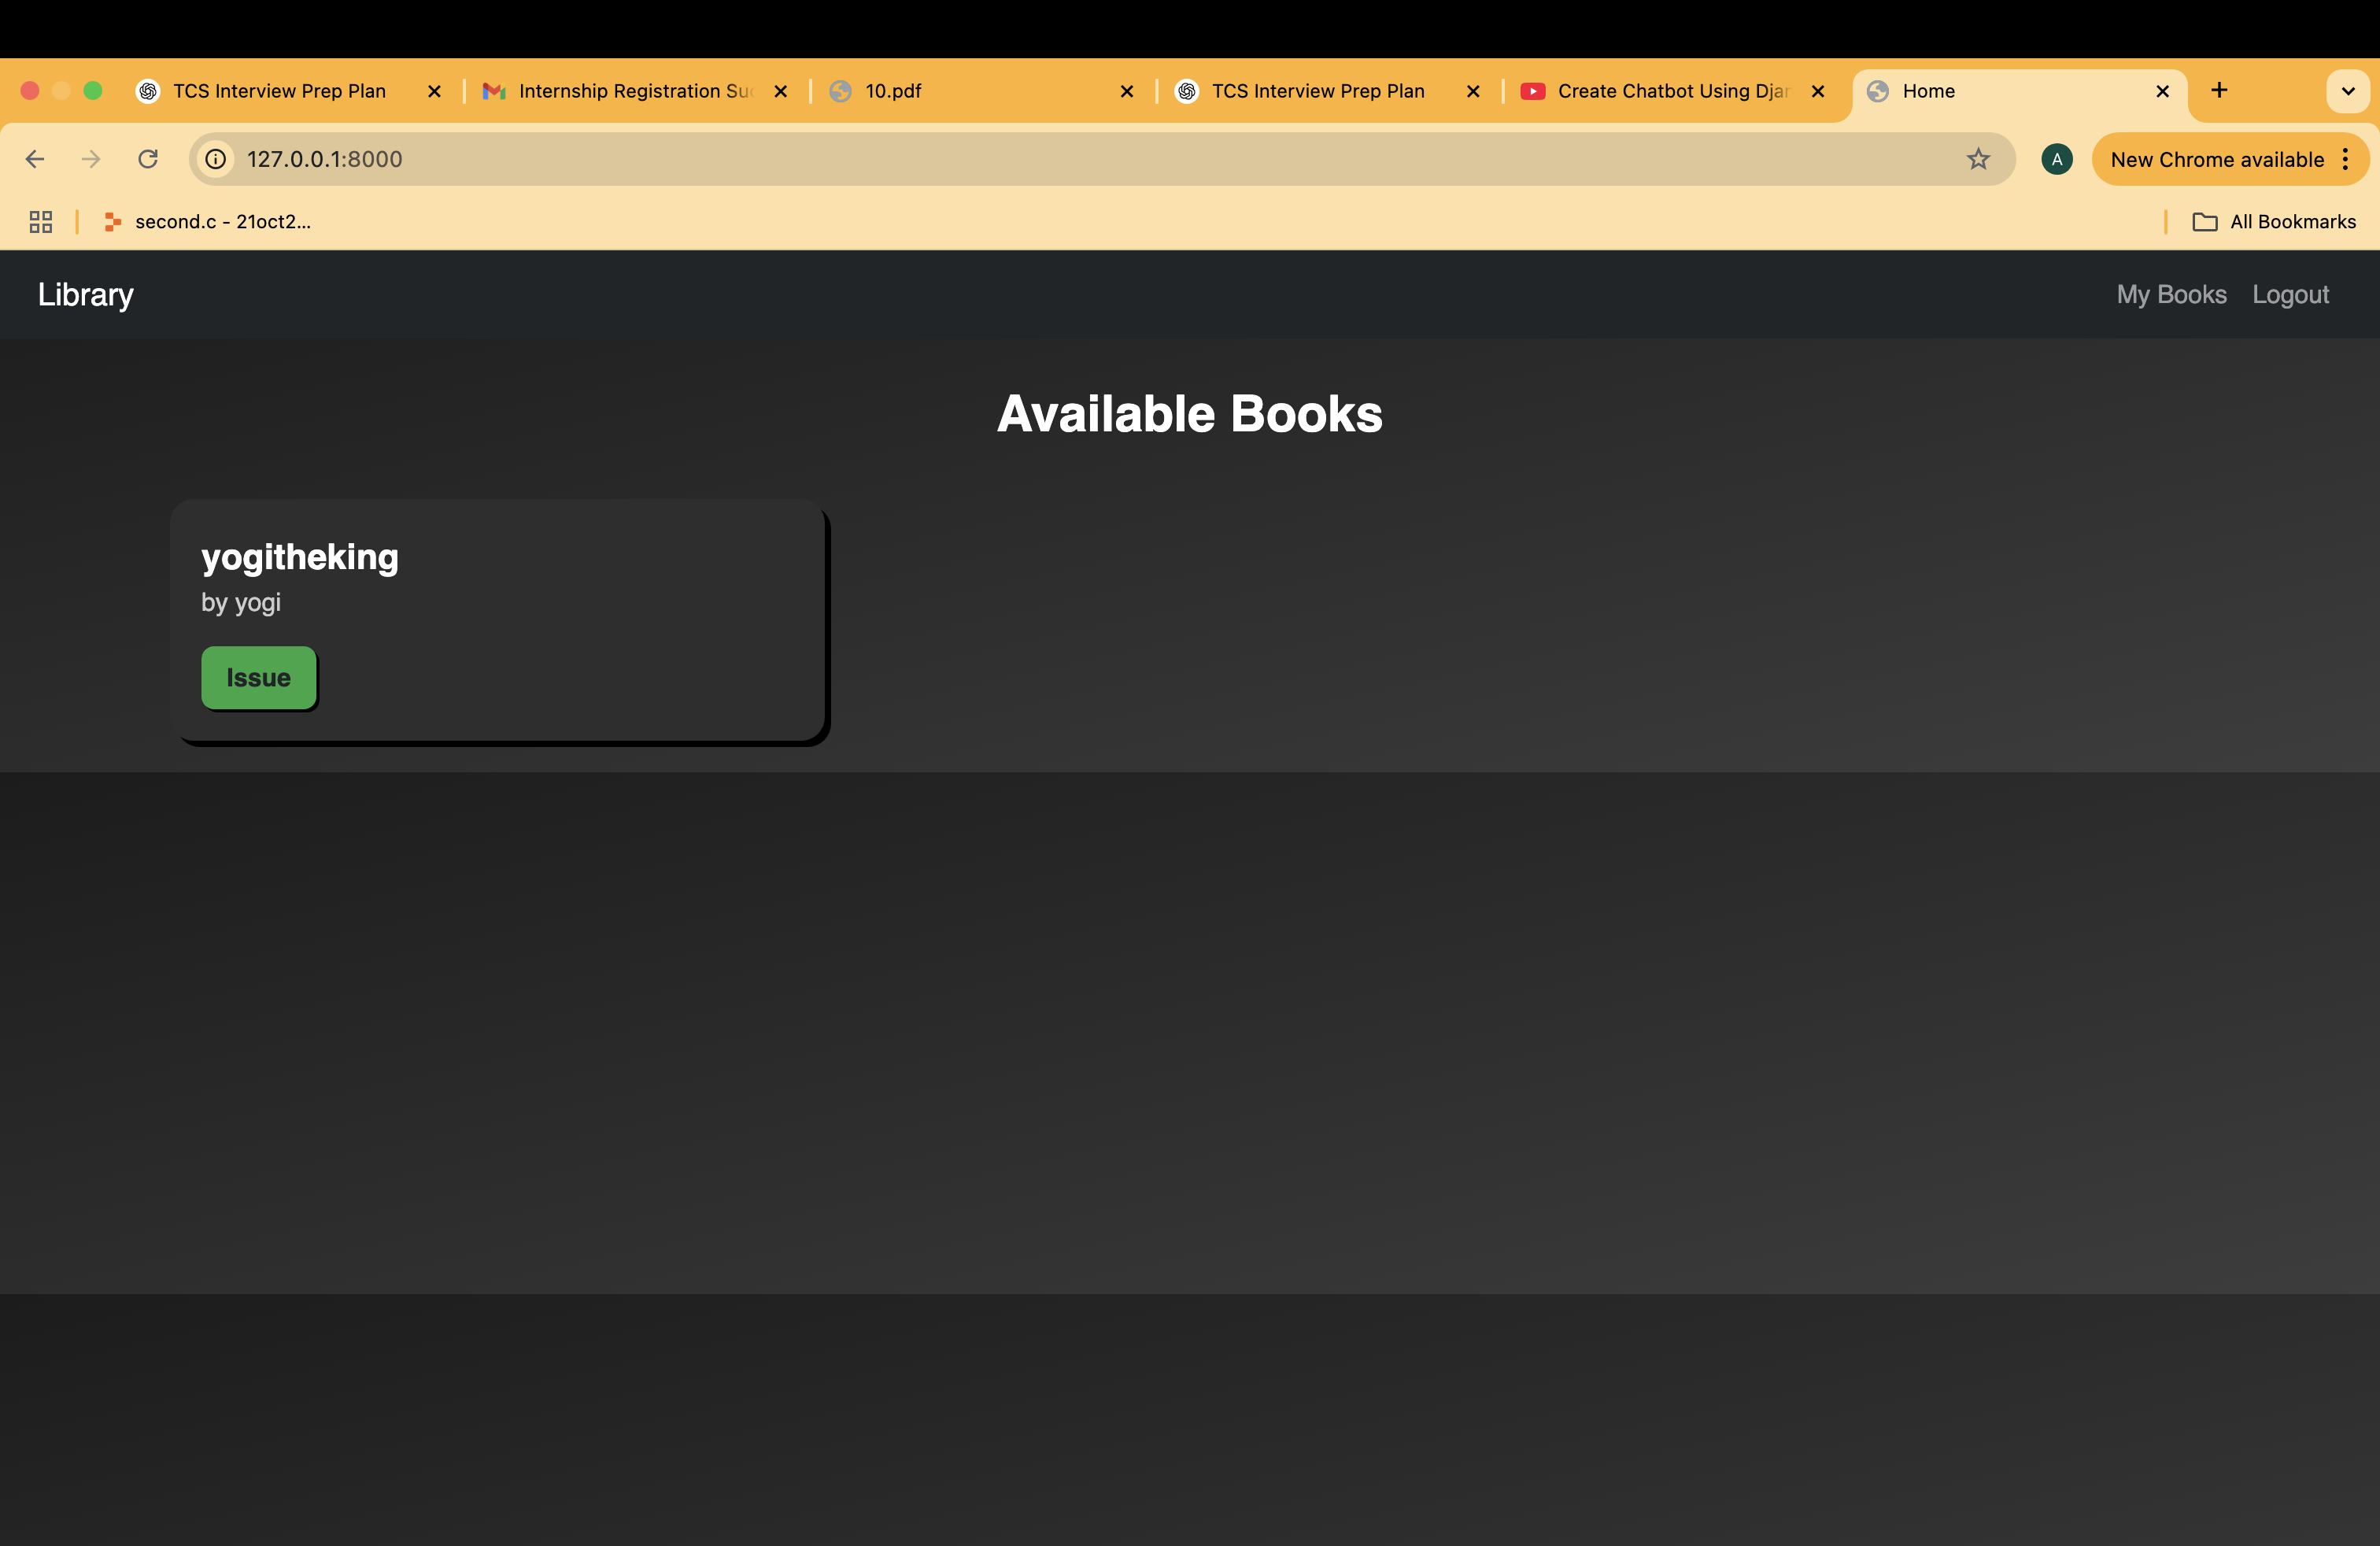 TCS Interview Prep Plan
Internship Registration Suc
10.pdf
TCS Interview Prep Plan
Create Chatbot Using Djan
Home
127.0.0.1:8000
A
New Chrome available
second.c - 21oct2...
All Bookmarks
Library
My Books
Logout
Available Books
yogitheking
by yogi
Issue